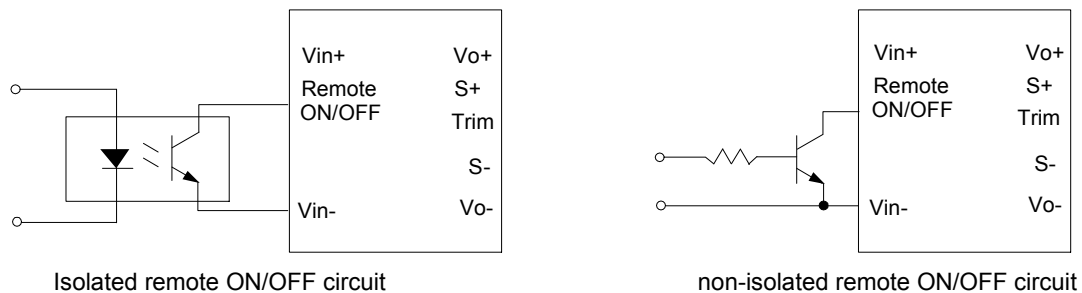 Vin+ Vo+
Remote S+
ON/OFF
Trim
S-
Vin- Vo-
Isolated remote ON/OFF circuit
Vin+ Vo+
Remote S+
ON/OFF
Trim
S-
Vin- Vo-
non-isolated remote ON/OFF circuit